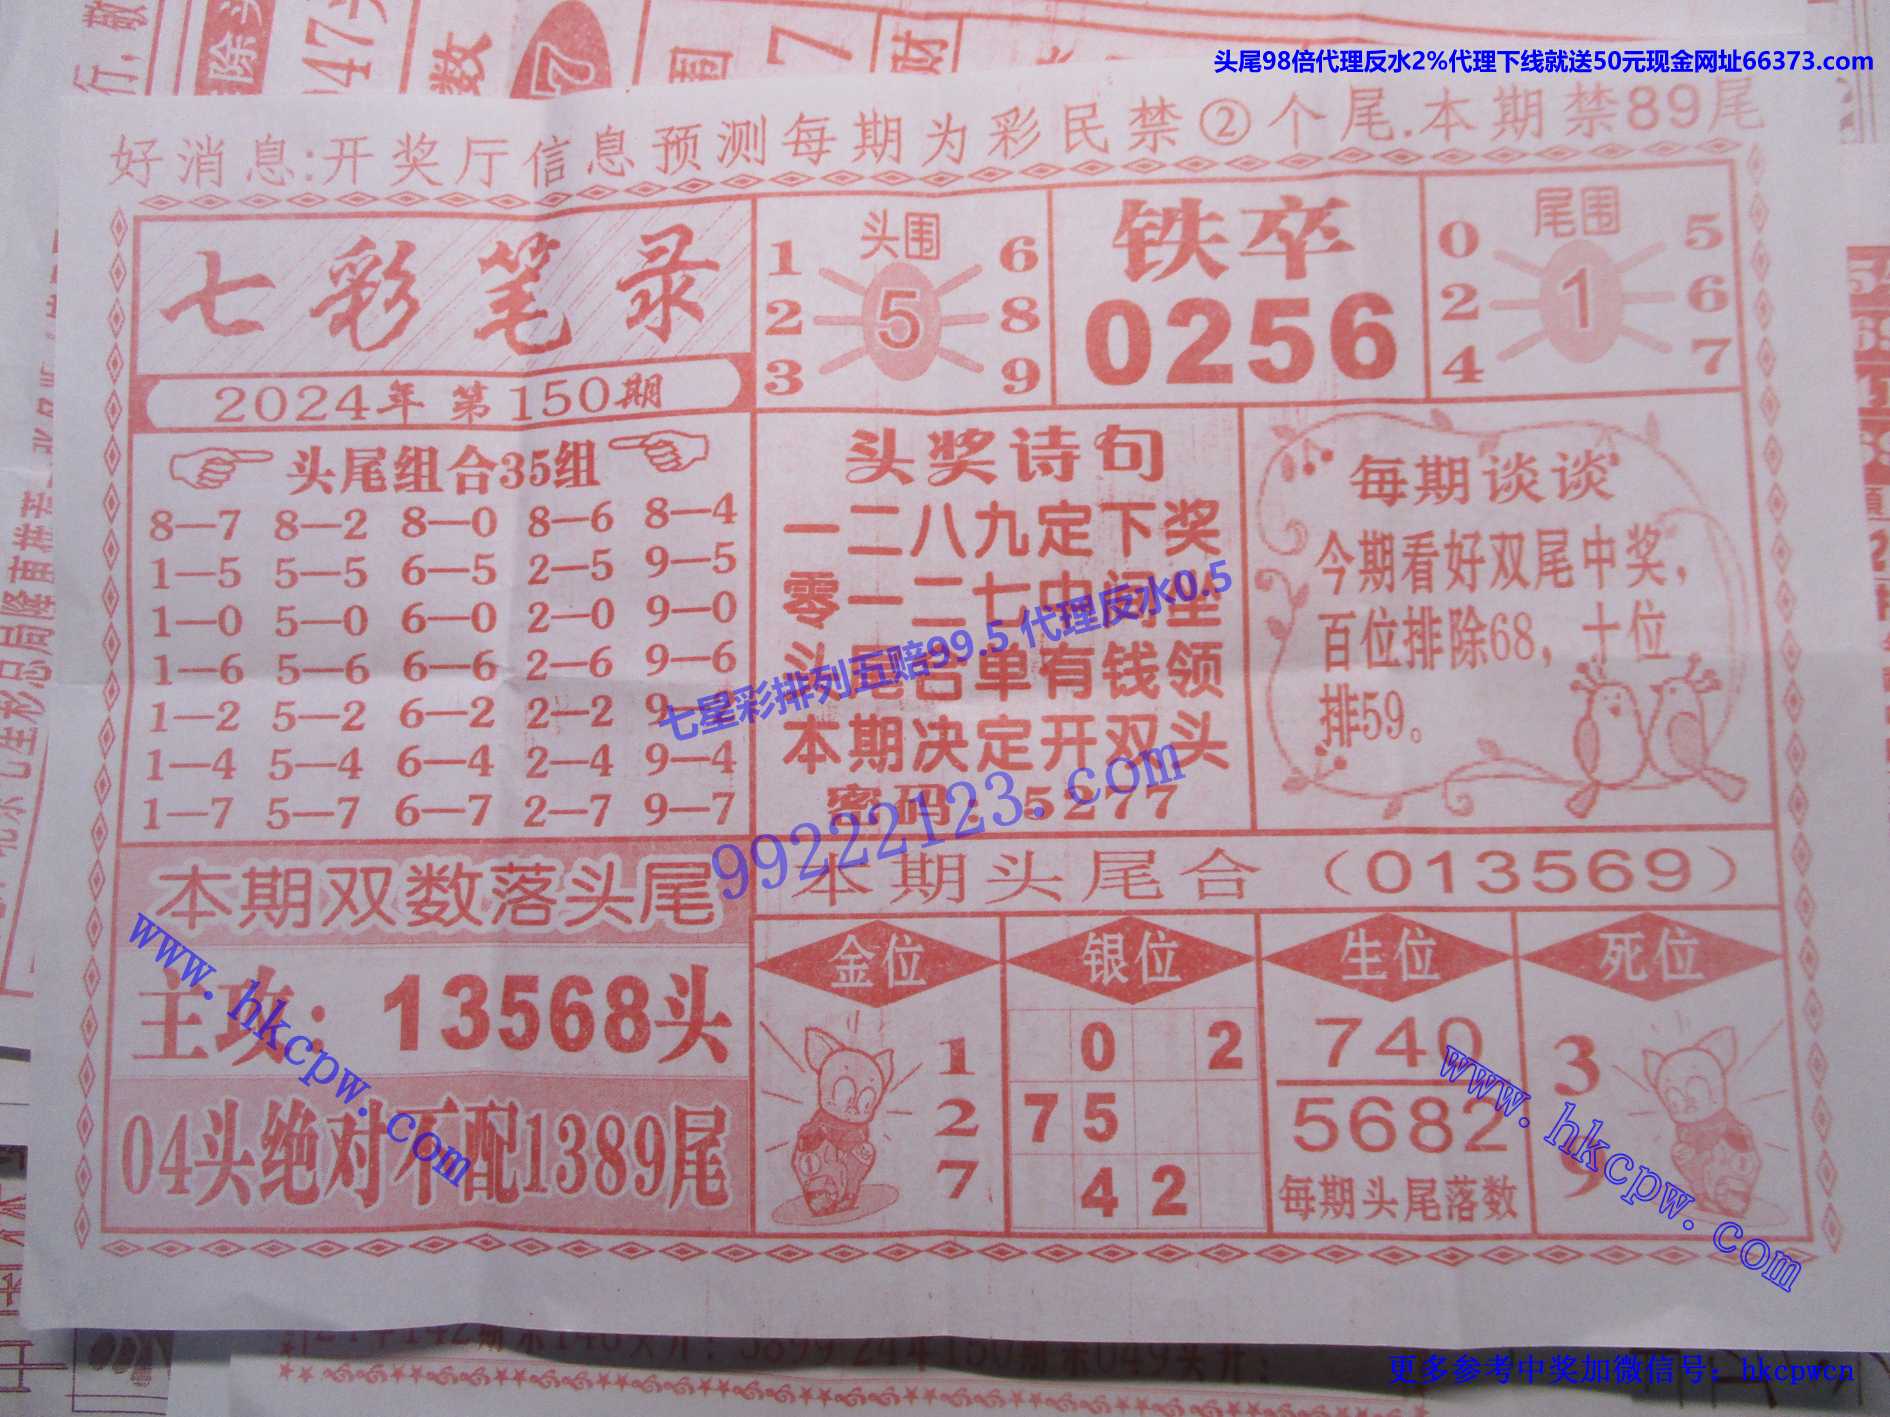 头尾98倍代理反水2%代理下线就送50元现金网址66373.com
好消息:开奖厅信息预测每期为彩民禁②个尾.本期禁89尾
七彩笔录
2024年 第150期
头围
1 6
2 5 8
3 9
铁卒
0256
尾围
0 5
2 1 6
4 7
头尾组合35组
8—7 8—2 8—0 8—6 8—4
1—5 5—5 6—5 2—5 9—5
1—0 5—0 6—0 2—0 9—0
1—6 5—6 6—6 2—6 9—6
1—2 5—2 6—2 2—2 9—
1—4 5—4 6—4 2—4 9—4
1—7 5—7 6—7 2—7 9—7
头奖诗句
一二八九定下奖
零一二七中间坐
头尾合单有钱领
本期决定开双头
密码: 5277
七星彩排列五赔99.5 代理反水0.5
99222123.com
每期谈谈
今期看好双尾中奖，
百位排除68，十位
排59。
本期双数落头尾
主攻：13568头
04头绝对不配1389尾
本期头尾合（013569）
金位
1
2
7
银位
0 2
7 5
4 2
生位
740
5682
每期头尾落数
死位
3
9
www.hkcpw.com
www.hkcpw.com
更多参考中奖加微信号：hkcpwcn